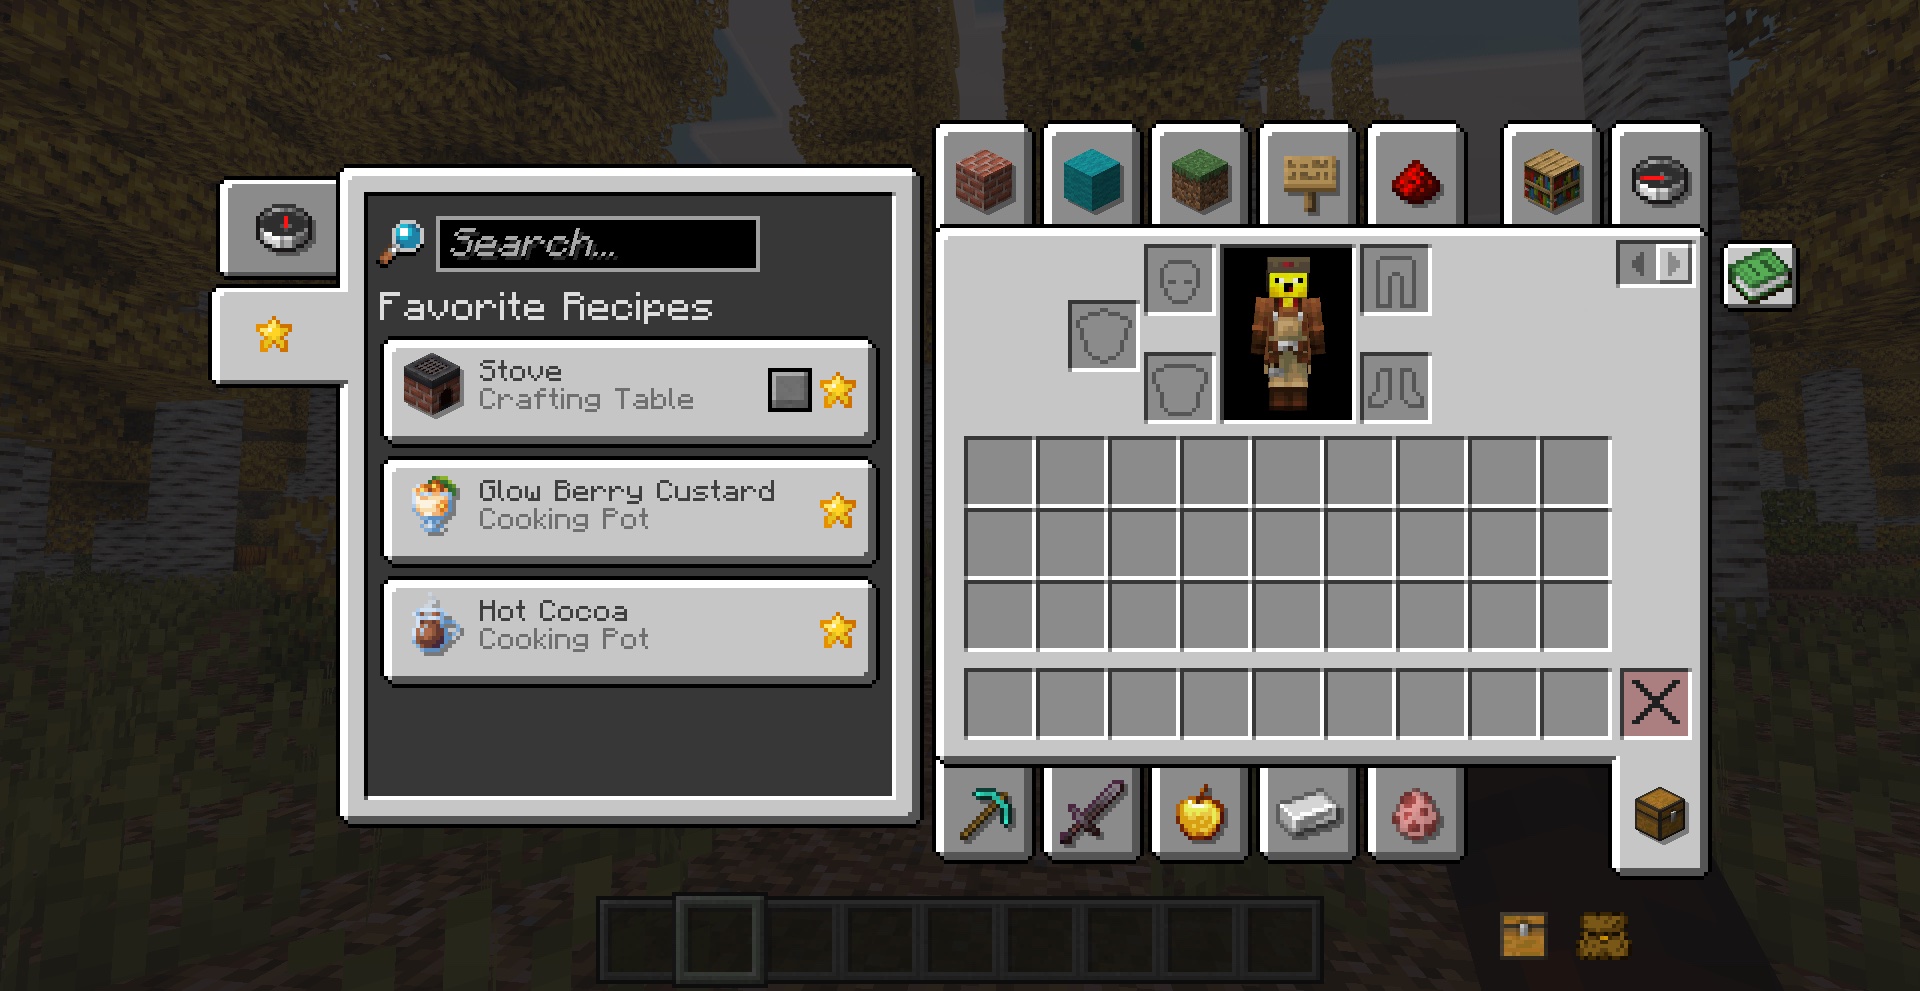 Search...
Favorite Recipes
Stove
Crafting Table
Glow Berry Custard
Cooking Pot
Hot Cocoa
Cooking Pot